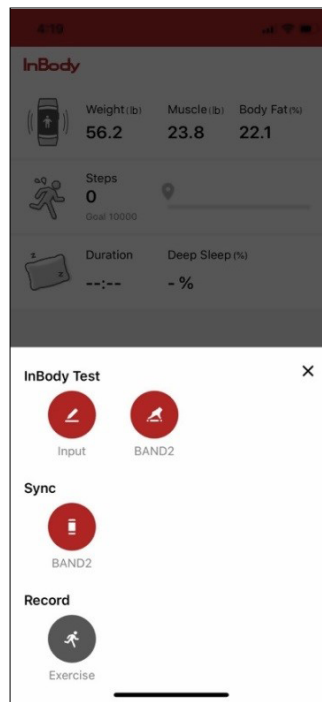 4:19
InBody
Weight(lb) Muscle(lb) Body Fat(%)
56.2 23.8 22.1
Steps
0
Goal 10000
Duration Deep Sleep(%)
--:-- - %
InBody Test
Input BAND2
Sync
BAND2
Record
Exercise